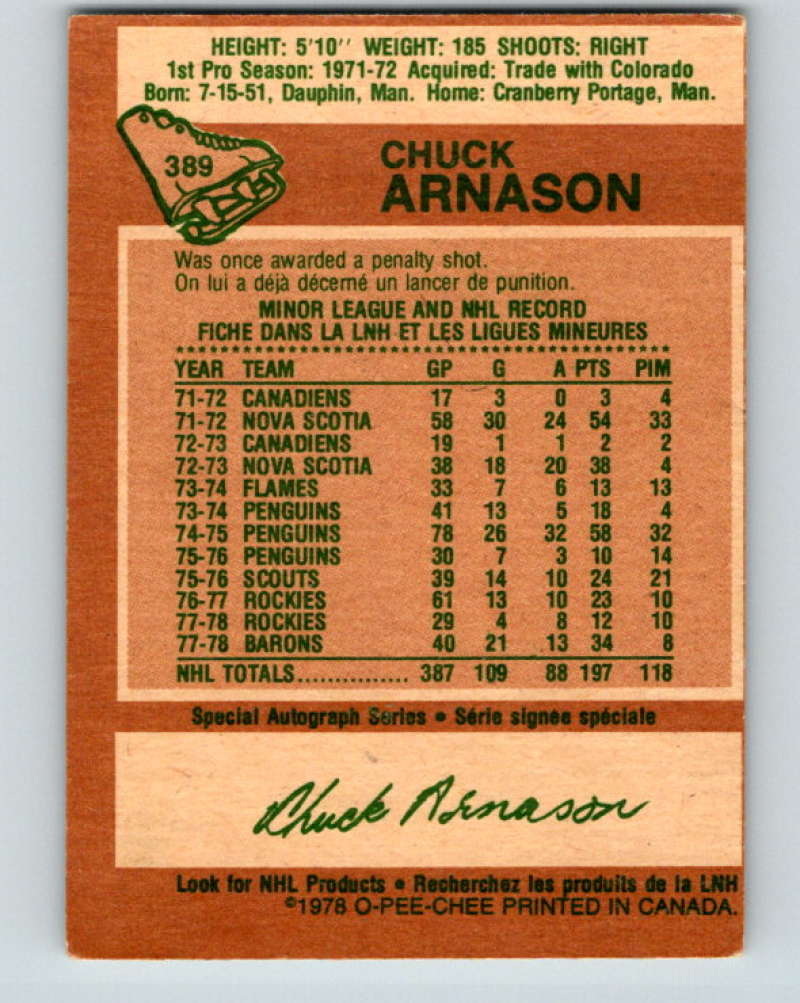 HEIGHT: 5'10'' WEIGHT: 185 SHOOTS: RIGHT
1st Pro Season: 1971-72 Acquired: Trade with Colorado
Born: 7-15-51, Dauphin, Man. Home: Cranberry Portage, Man.
389
CHUCK
ARNASON
Was once awarded a penalty shot.
On lui a déjà décerné un lancer de punition.
MINOR LEAGUE AND NHL RECORD
FICHE DANS LA LNH ET LES LIGUES MINEURES
YEAR TEAM GP G A PTS PIM
71-72 CANADIENS 17 3 0 3 4
71-72 NOVA SCOTIA 58 30 24 54 33
72-73 CANADIENS 19 1 1 2 2
72-73 NOVA SCOTIA 38 18 20 38 4
73-74 FLAMES 33 7 6 13 13
73-74 PENGUINS 41 13 5 18 4
74-75 PENGUINS 78 26 32 58 32
75-76 PENGUINS 30 7 3 10 14
75-76 SCOUTS 39 14 10 24 21
76-77 ROCKIES 61 13 10 23 10
77-78 ROCKIES 29 4 8 12 10
77-78 BARONS 40 21 13 34 8
NHL TOTALS............... 387 109 88 197 118
Special Autograph Series • Série signée spéciale
Chuck Arnason
Look for NHL Products • Recherchez les produits de la LNH
©1978 O-PEE-CHEE PRINTED IN CANADA.